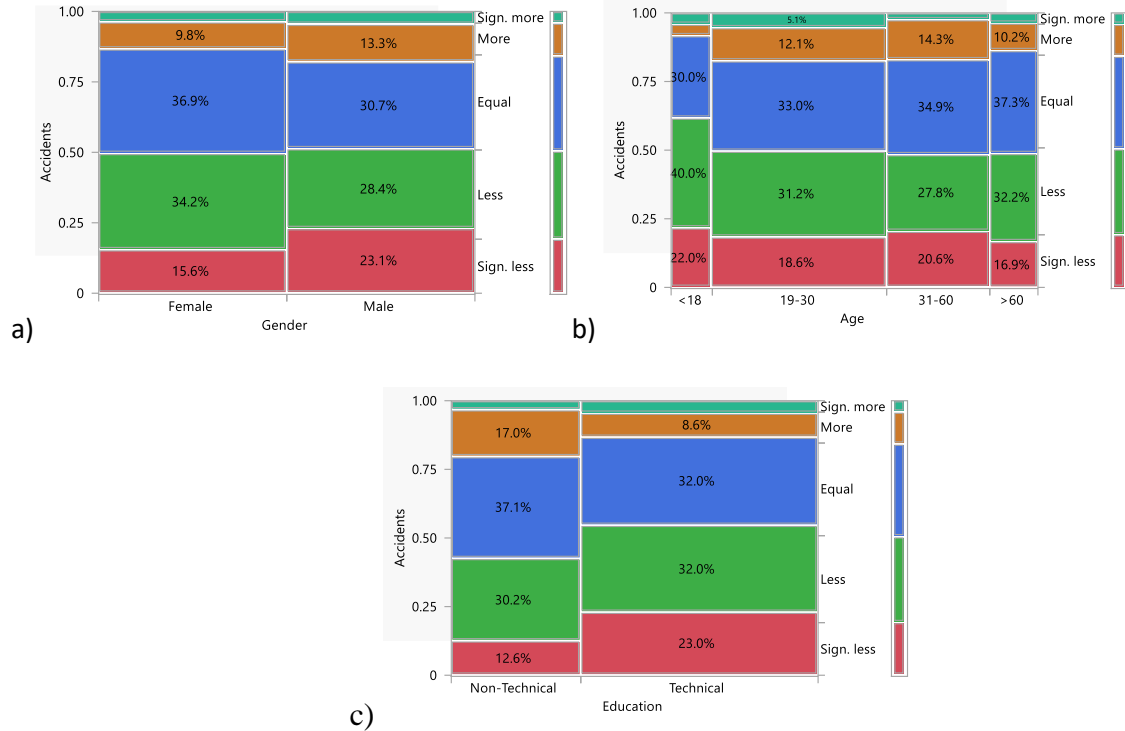 1.00
0.75
0.50
0.25
0
Accidents
9.8%
13.3%
36.9%
30.7%
34.2%
28.4%
15.6%
23.1%
Sign. more
More
Equal
Less
Sign. less
Female Male
Gender
a)
1.00
0.75
0.50
0.25
0
Accidents
5.1%
12.1%
14.3%
10.2%
30.0%
33.0%
34.9%
37.3%
40.0%
31.2%
27.8%
32.2%
22.0%
18.6%
20.6%
16.9%
Sign. more
More
Equal
Less
Sign. less
<18 19-30 31-60 >60
Age
b)
1.00
0.75
0.50
0.25
0
Accidents
17.0%
8.6%
37.1%
32.0%
30.2%
32.0%
12.6%
23.0%
Sign. more
More
Equal
Less
Sign. less
Non-Technical Technical
Education
c)